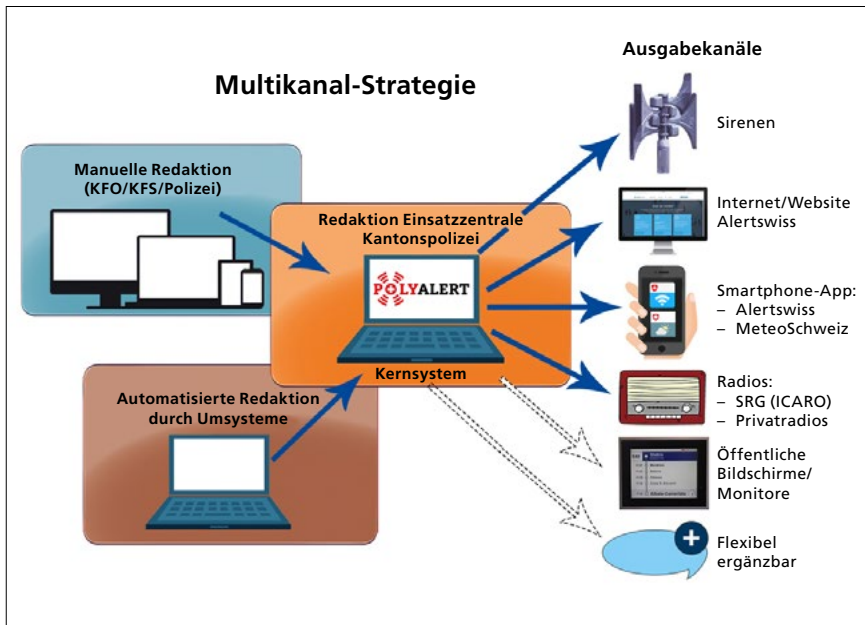 Multikanal-Strategie
Manuelle Redaktion
(KFO/KFS/Polizei)
Redaktion Einsatzzentrale
Kantonspolizei
POLYALERT
Kernsystem
Automatisierte Redaktion
durch Umsysteme
Ausgabekanäle
Sirenen
Internet/Website
Alertswiss
Smartphone-App:
– Alertswiss
– MeteoSchweiz
Radios:
– SRG (ICARO)
– Privatradios
Öffentliche
Bildschirme/
Monitore
Flexibel
ergänzbar